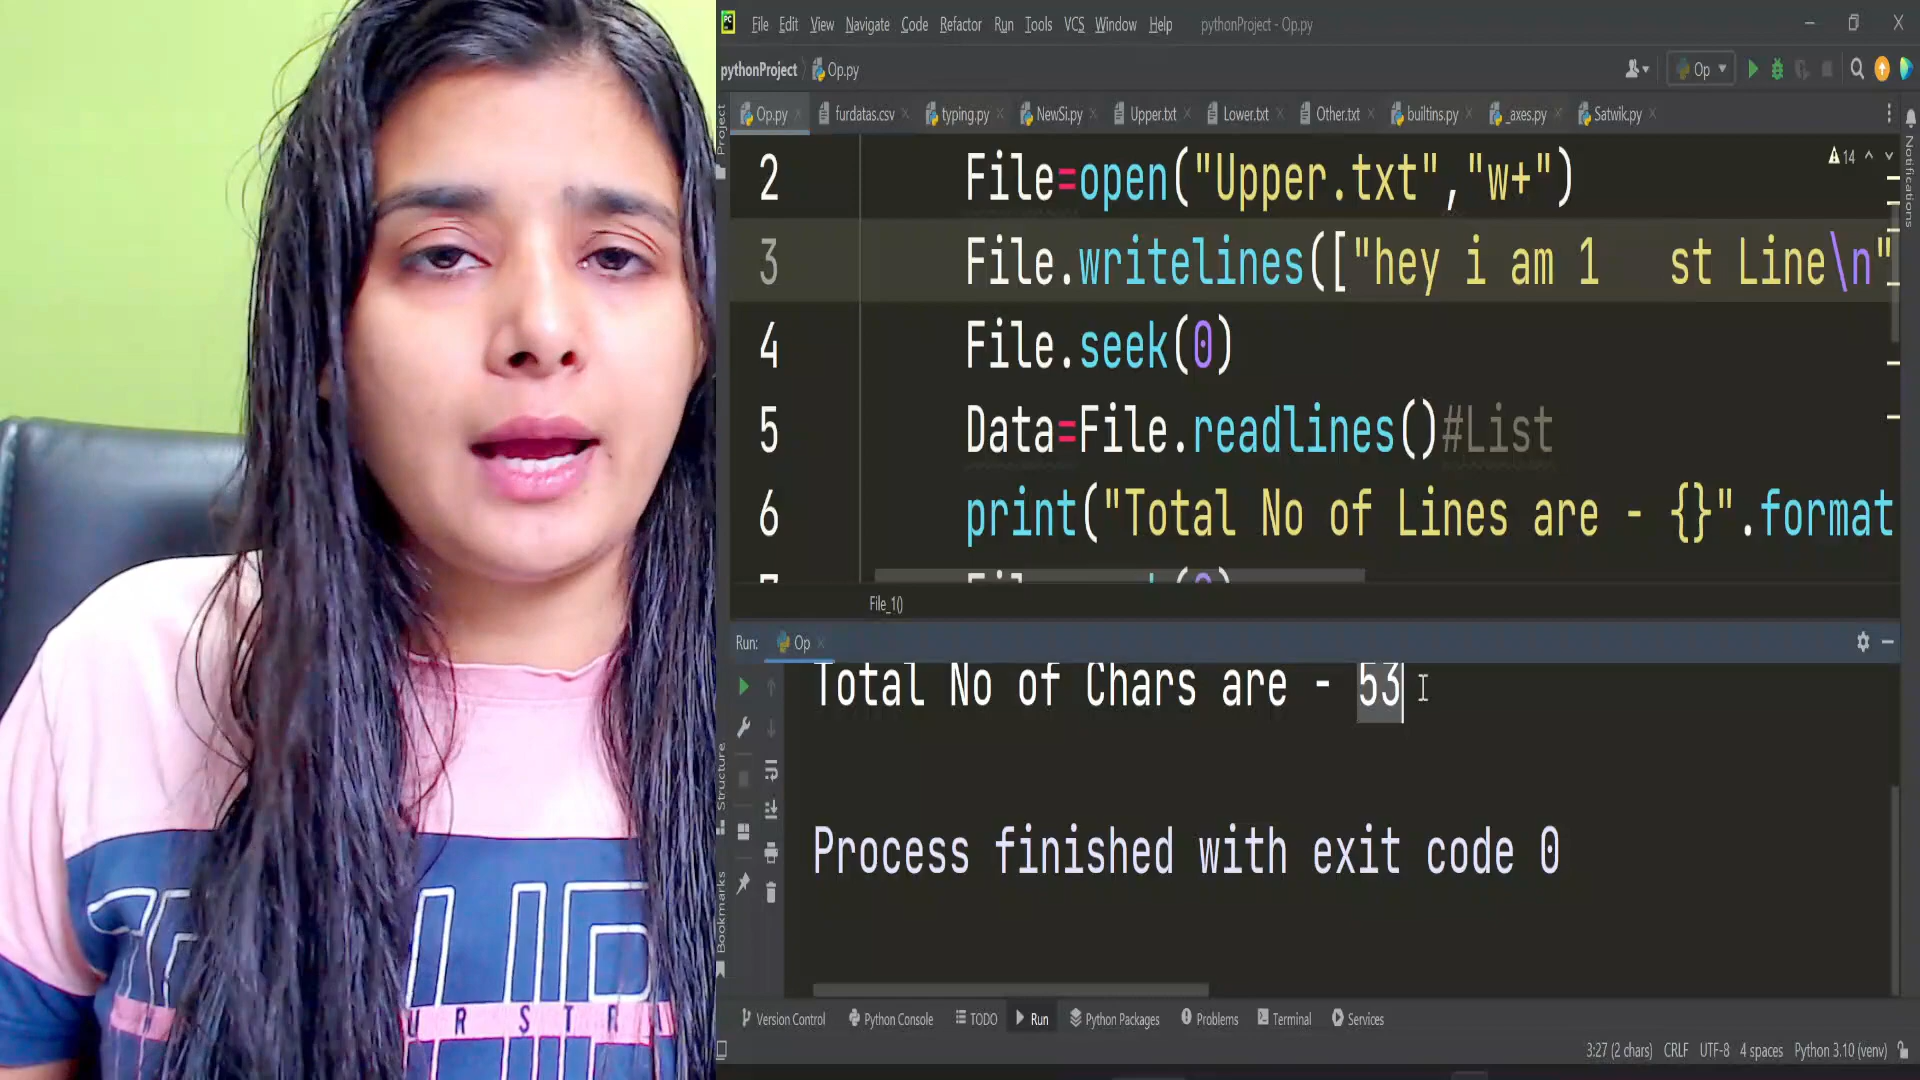 File Edit View Navigate Code Refactor Run Tools VCS Window Help pythonProject - Op.py
pythonProject Op.py
Op
Op.py furdatas.csv typing.py NewSi.py Upper.txt Lower.txt Other.txt builtins.py _axes.py Satwik.py
Project
Notifications
14
2 File=open("Upper.txt","w+")
3 File.writelines(["hey i am 1 st Line\n"
4 File.seek(0)
5 Data=File.readlines()#List
6 print("Total No of Lines are - {}".format
File_1()
Run: Op
Total No of Chars are - 53
Process finished with exit code 0
Structure
Bookmarks
U R S T R
Version Control Python Console TODO Run Python Packages Problems Terminal Services
3:27 (2 chars) CRLF UTF-8 4 spaces Python 3.10 (venv)